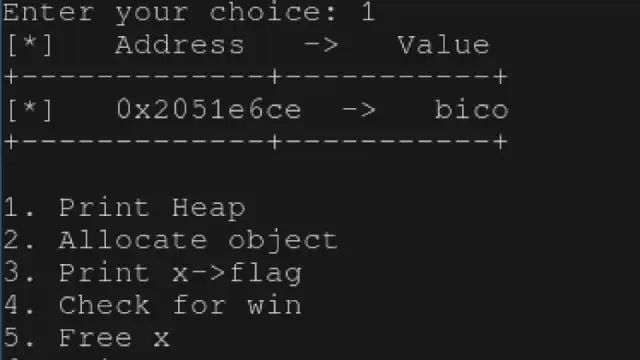 Enter your choice: 1
[*]   Address   ->   Value
+-------------+-----------+
[*]   0x2051e6ce  ->   bico
+-------------+-----------+
1. Print Heap
2. Allocate object
3. Print x->flag
4. Check for win
5. Free x